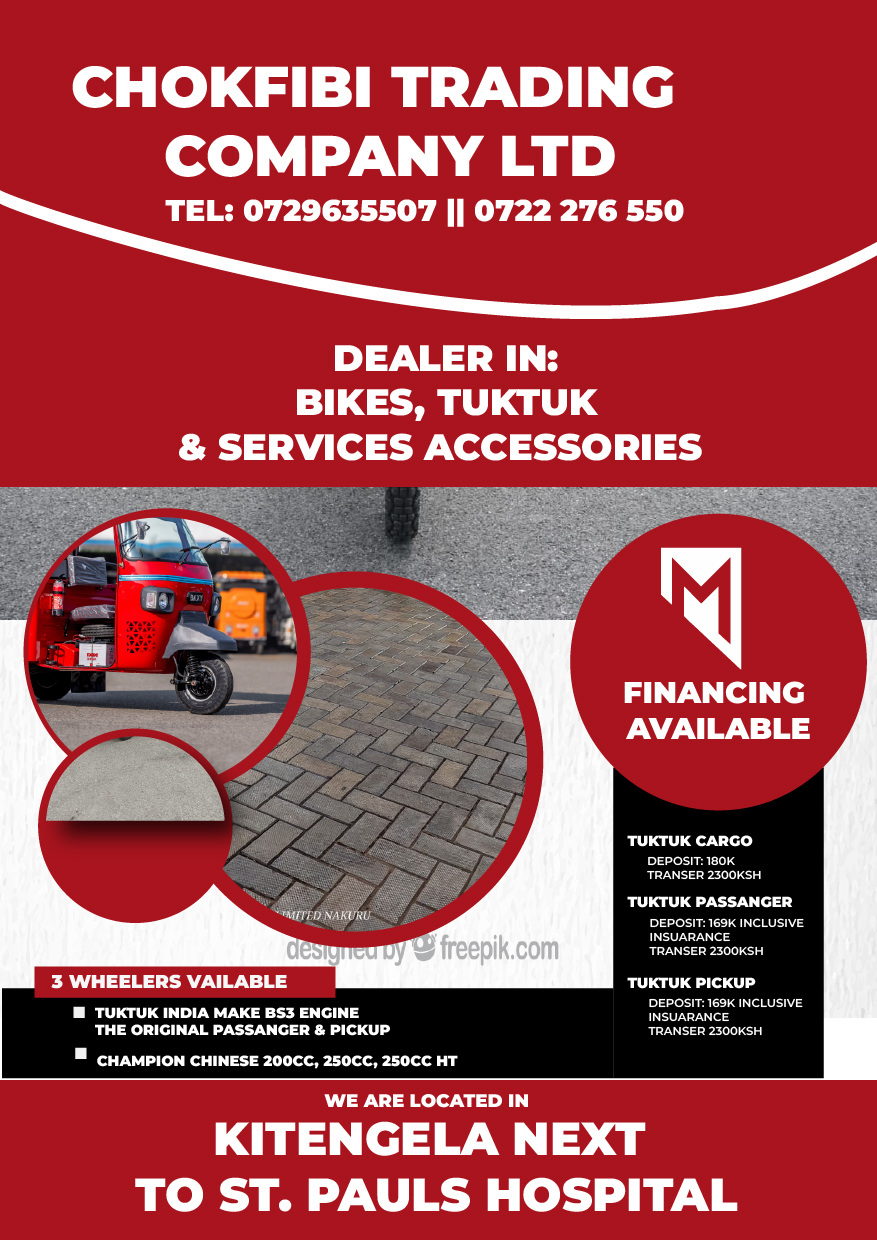 CHOKFIBI TRADING
COMPANY LTD
TEL: 0729635507 || 0722 276 550
DEALER IN:
BIKES, TUKTUK
& SERVICES ACCESSORIES
FINANCING
AVAILABLE
TUKTUK CARGO
DEPOSIT: 180K
TRANSER 2300KSH
TUKTUK PASSANGER
DEPOSIT: 169K INCLUSIVE
INSUARANCE
TRANSER 2300KSH
TUKTUK PICKUP
DEPOSIT: 169K INCLUSIVE
INSUARANCE
TRANSER 2300KSH
IMITED NAKURU
designed by freepik.com
3 WHEELERS VAILABLE
TUKTUK INDIA MAKE BS3 ENGINE
THE ORIGINAL PASSANGER & PICKUP
CHAMPION CHINESE 200CC, 250CC, 250CC HT
WE ARE LOCATED IN
KITENGELA NEXT
TO ST. PAULS HOSPITAL